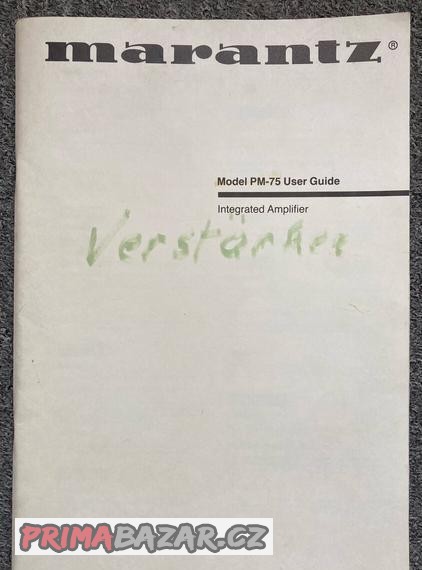 marantz®
Model PM-75 User Guide
Integrated Amplifier
Verstärker
PRIMABAZAR.CZ